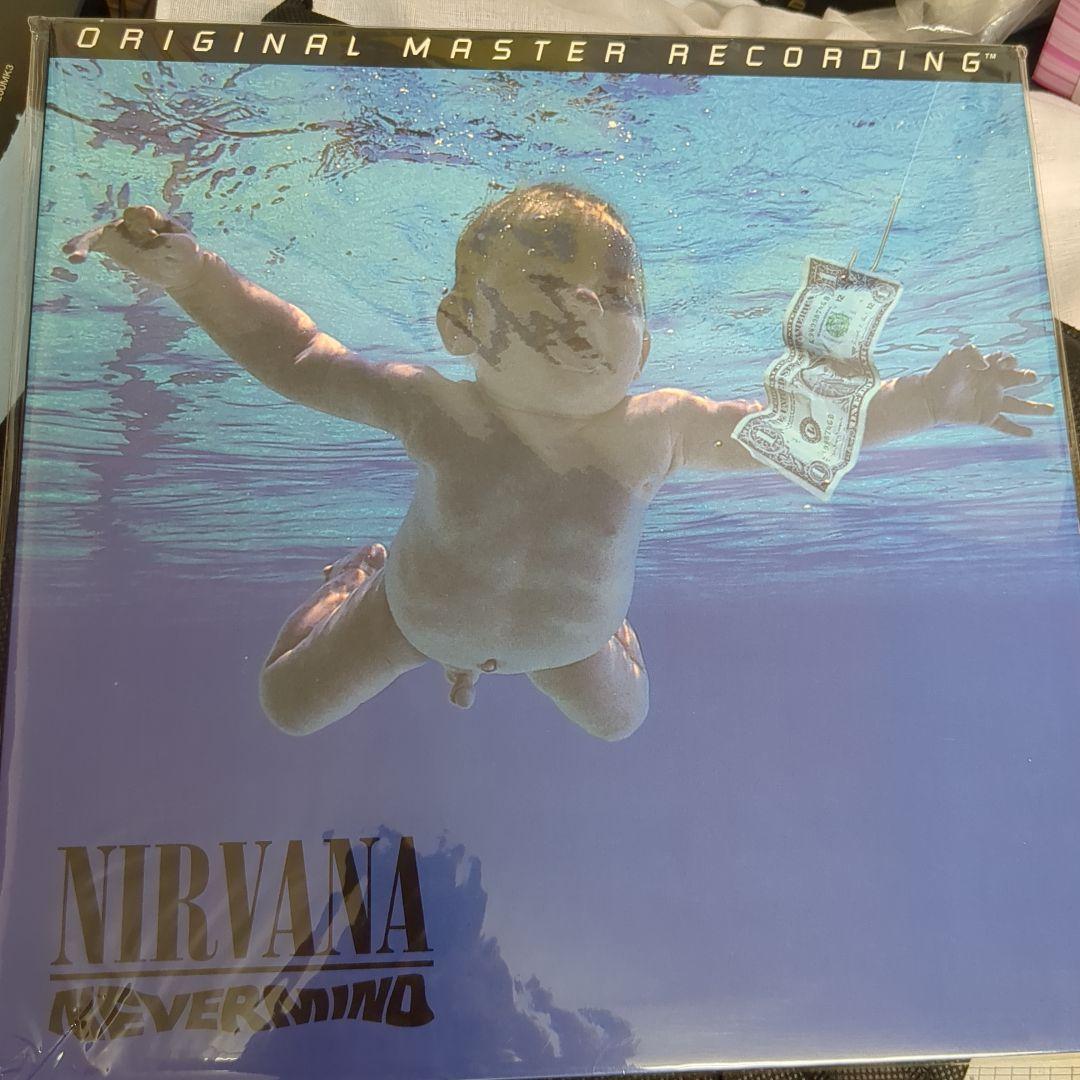 ORIGINAL MASTER RECORDING™
NIRVANA
NEVERMIND